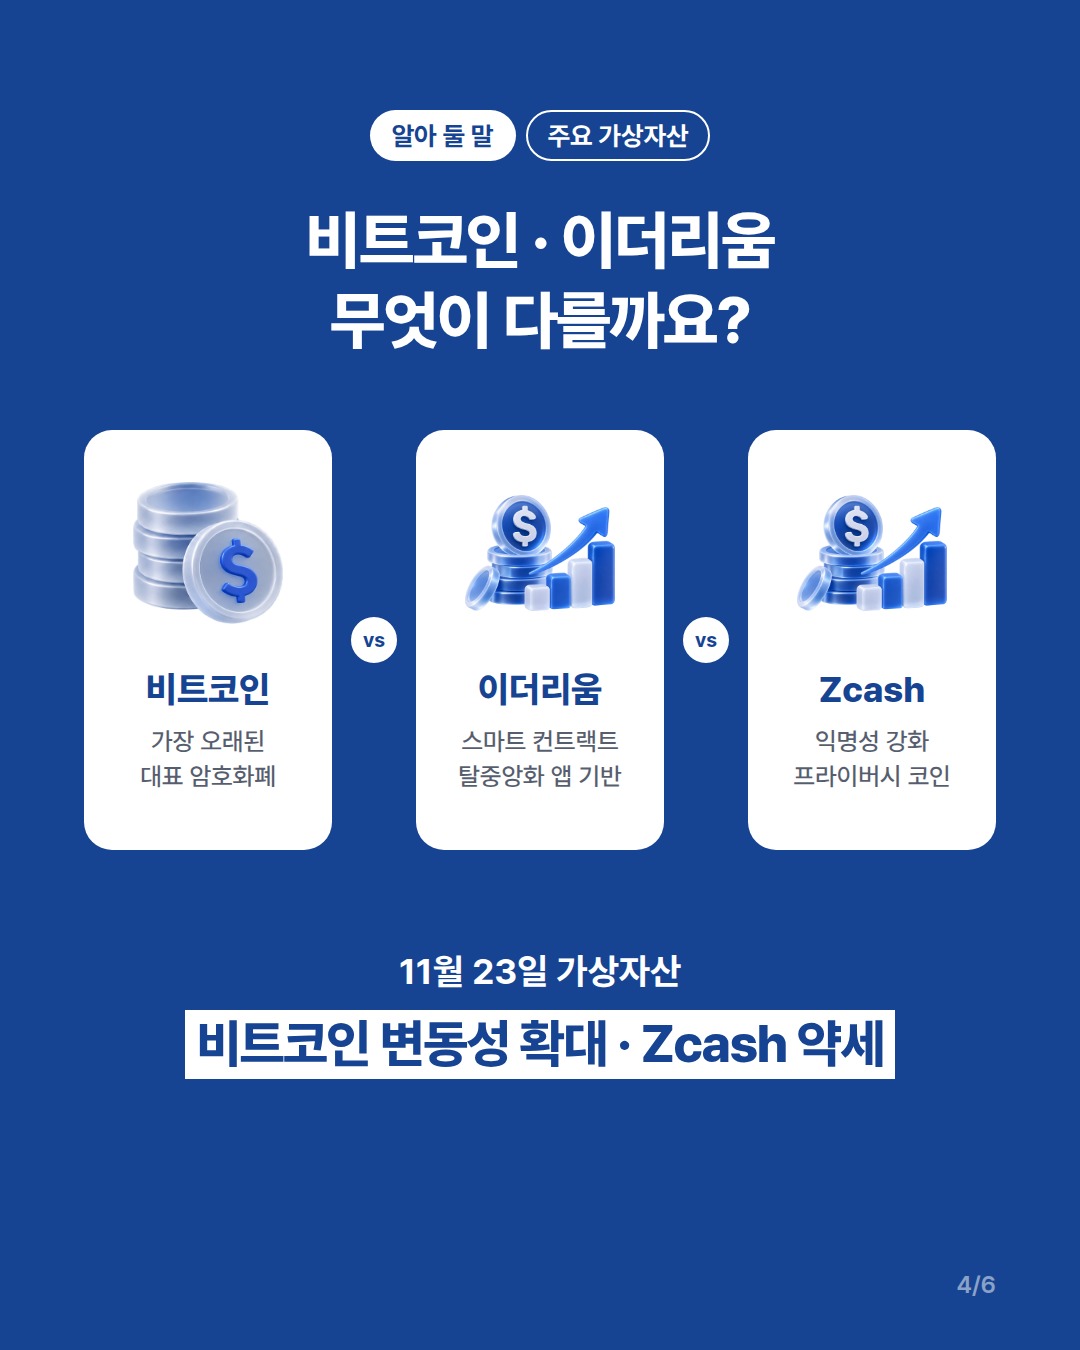 알아 둘 말
주요 가상자산
비트코인 · 이더리움
무엇이 다를까요?
$
비트코인
가장 오래된
대표 암호화폐
vs
$
이더리움
스마트 컨트랙트
탈중앙화 앱 기반
vs
$
Zcash
익명성 강화
프라이버시 코인
11월 23일 가상자산
비트코인 변동성 확대 · Zcash 약세
4/6